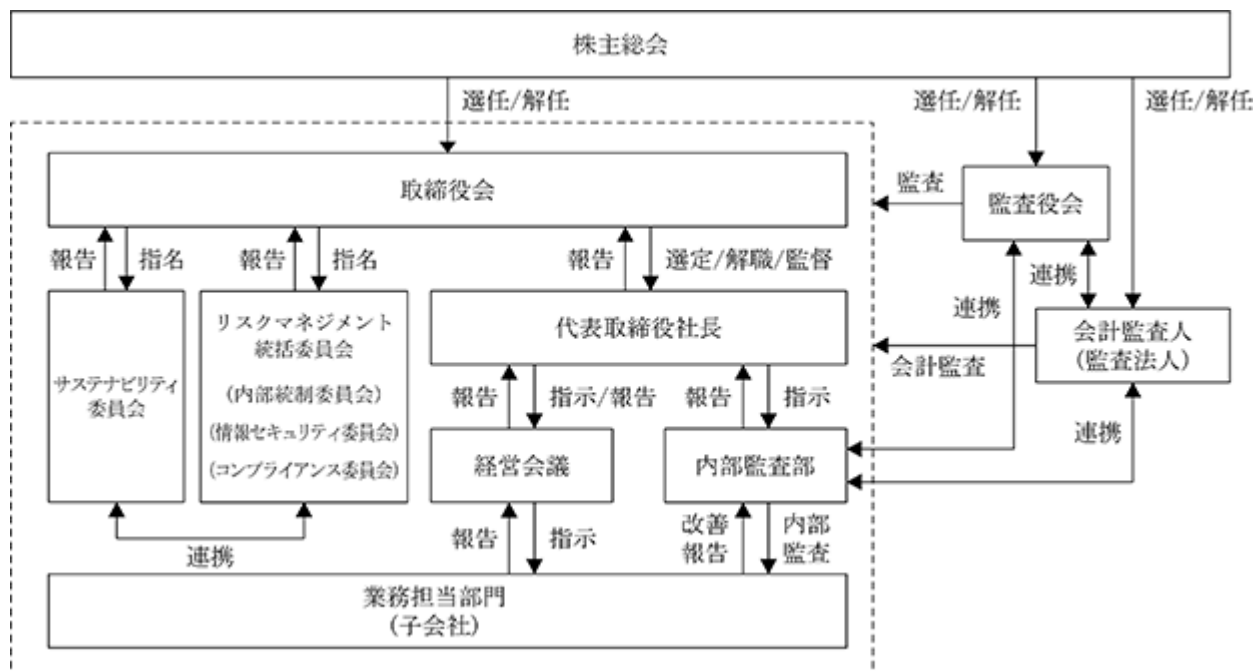 株主総会
選任/解任
選任/解任
選任/解任
取締役会
監査
監査役会
報告
指名
報告
指名
報告
選定/解職/監督
連携
連携
サステナビリティ
委員会
リスクマネジメント
統括委員会
(内部統制委員会)
(情報セキュリティ委員会)
(コンプライアンス委員会)
代表取締役社長
会計監査
会計監査人
(監査法人)
報告
指示/報告
報告
指示
連携
経営会議
内部監査部
連携
報告
指示
改善
報告
内部
監査
業務担当部門
(子会社)